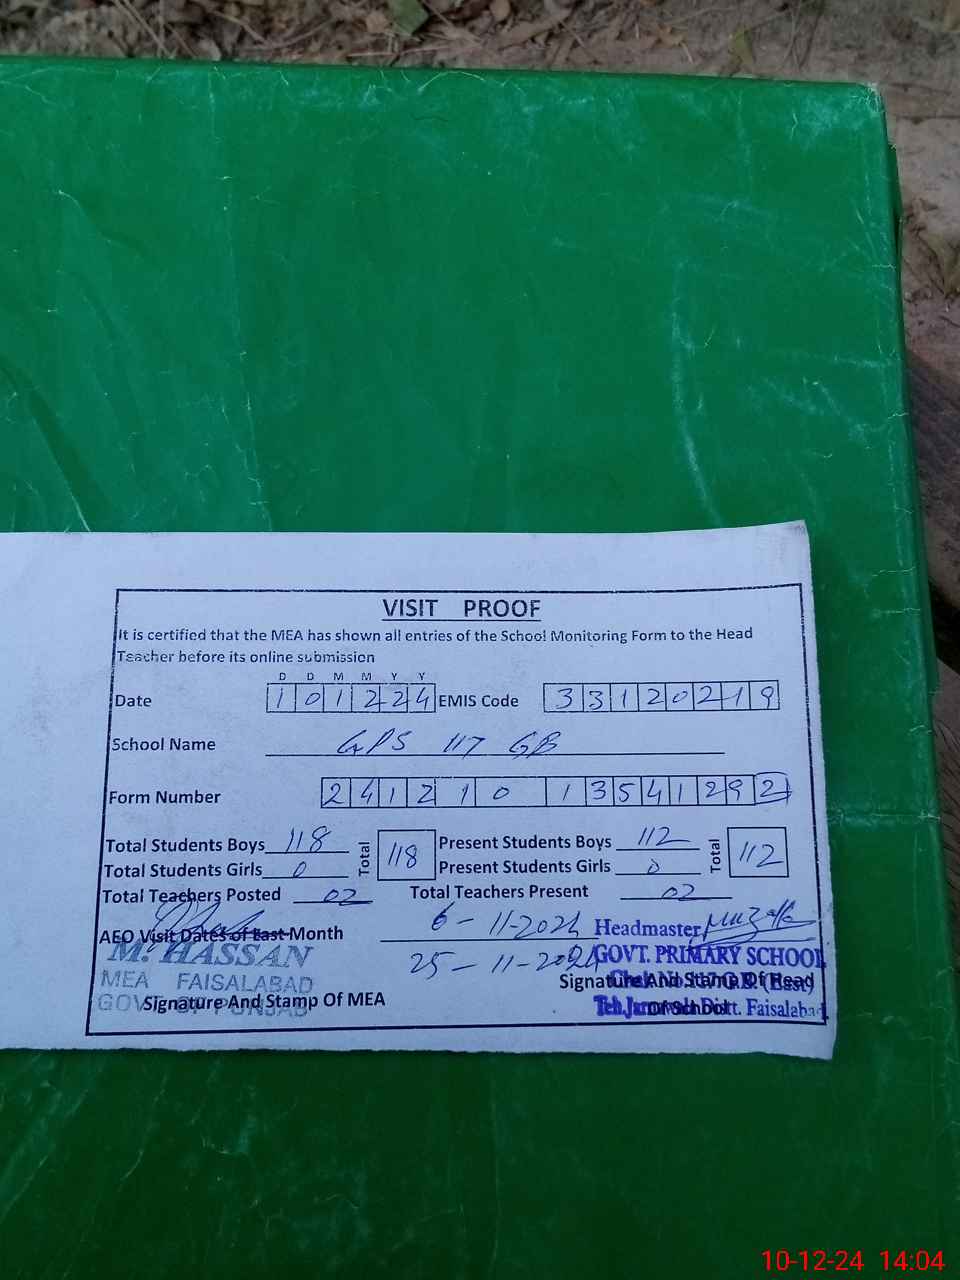 VISIT PROOF
It is certified that the MEA has shown all entries of the School Monitoring Form to the Head
Teacher before its online submission
D D M M Y Y
Date 1 0 1 2 2 4 EMIS Code 3 3 1 2 0 2 1 9
School Name GPS 117 GB
Form Number 2 4 1 2 1 0 1 3 5 4 1 2 9 2
Total Students Boys 118 Total 118 Present Students Boys 112 Total 112
Total Students Girls 0 Present Students Girls 0
Total Teachers Posted 02 Total Teachers Present 02
AEO Visit Dates of Last Month 6-11-2024 Headmaster
25-11-2024 GOVT. PRIMARY SCHOOL
M. HASSAN
MEA FAISALABAD Signature And Stamp Of Head
GOVT OF PUNJAB Of School
Signature And Stamp Of MEA Distt. Faisalabad
10-12-24 14:04